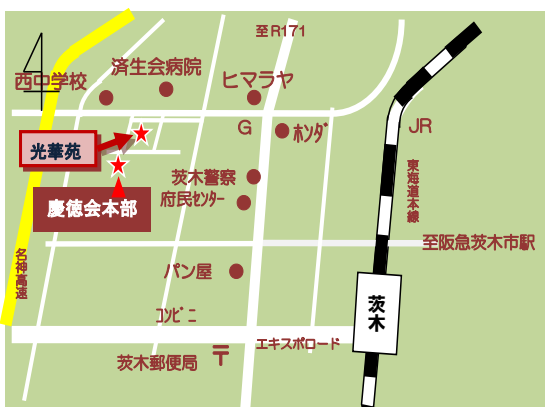 至R171
済生会病院
西中学校
ヒマラヤ
G
ホンダ
JR
光華苑
東海道本線
茨木警察
府民センター
慶徳会本部
至阪急茨木市駅
名神高速
パン屋
茨木
コンビニ
エキスポロード
〒
茨木郵便局